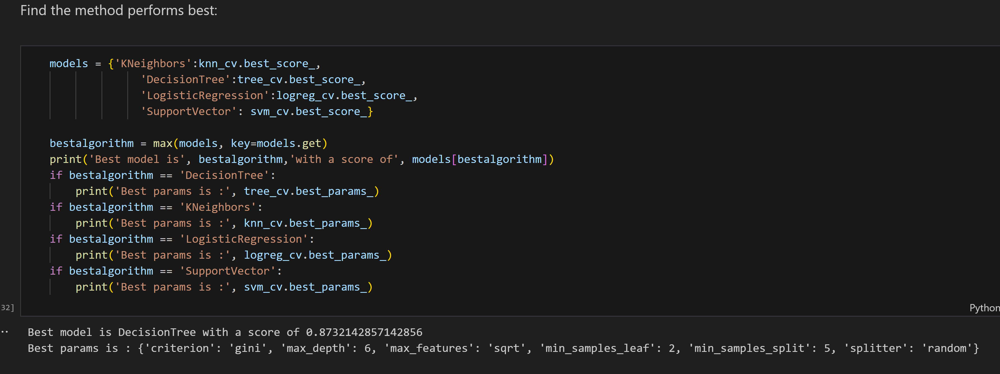 Find the method performs best:
models = {'KNeighbors':knn_cv.best_score_,
'DecisionTree':tree_cv.best_score_,
'LogisticRegression':logreg_cv.best_score_,
'SupportVector': svm_cv.best_score_}
bestalgorithm = max(models, key=models.get)
print('Best model is', bestalgorithm,'with a score of', models[bestalgorithm])
if bestalgorithm == 'DecisionTree':
print('Best params is :', tree_cv.best_params_)
if bestalgorithm == 'KNeighbors':
print('Best params is :', knn_cv.best_params_)
if bestalgorithm == 'LogisticRegression':
print('Best params is :', logreg_cv.best_params_)
if bestalgorithm == 'SupportVector':
print('Best params is :', svm_cv.best_params_)
32]
Python
Best model is DecisionTree with a score of 0.8732142857142856
Best params is : {'criterion': 'gini', 'max_depth': 6, 'max_features': 'sqrt', 'min_samples_leaf': 2, 'min_samples_split': 5, 'splitter': 'random'}